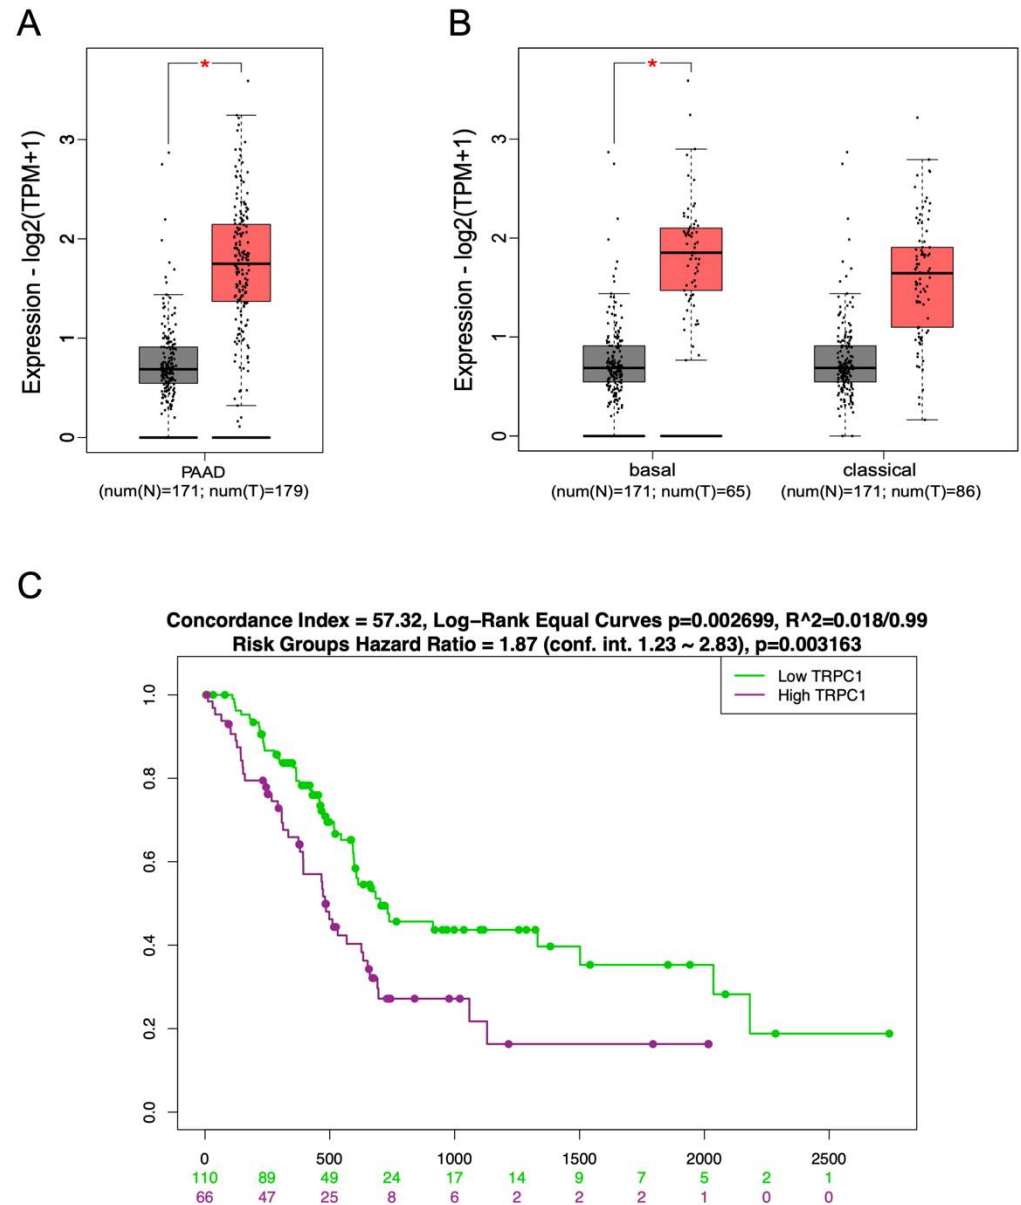 A
B
Expression - log2(TPM+1)
0
1
2
3
*
PAAD
(num(N)=171; num(T)=179)
Expression - log2(TPM+1)
0
1
2
3
*
basal
(num(N)=171; num(T)=65)
classical
(num(N)=171; num(T)=86)
C
Concordance Index = 57.32, Log−Rank Equal Curves p=0.002699, R^2=0.018/0.99
Risk Groups Hazard Ratio = 1.87 (conf. int. 1.23 ~ 2.83), p=0.003163
Low TRPC1
High TRPC1
1.0
0.8
0.6
0.4
0.2
0.0
0 500 1000 1500 2000 2500
110 89 49 24 17 14 9 7 5 2 1
66 47 25 8 6 2 2 2 1 0 0